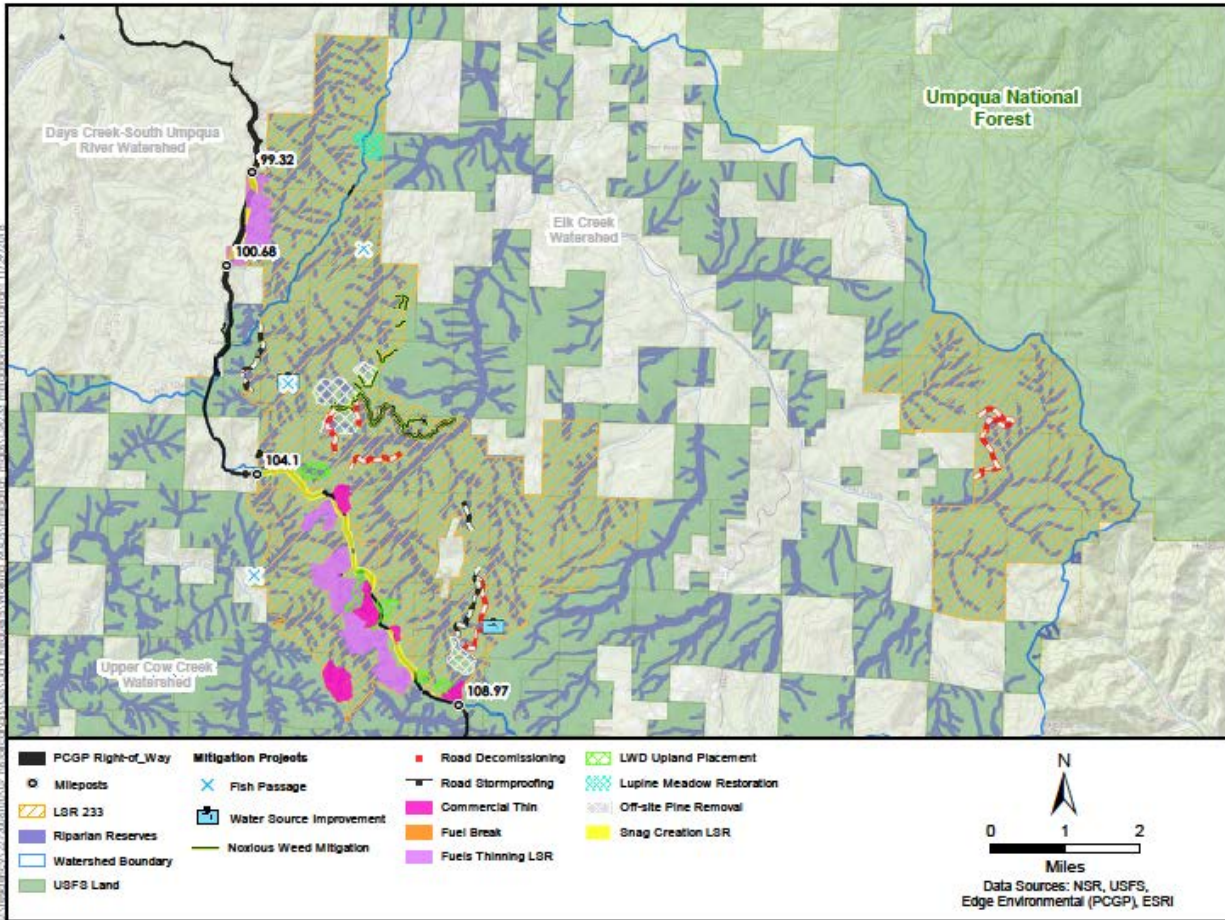 Umpqua National
Forest
Days Creek-South Umpqua
River Watershed
99.32
Elk Creek
Watershed
100.68
104.1
Upper Cow Creek
Watershed
108.97
PCGP Right-of_Way
Mileposts
LSR 233
Riparian Reserves
Watershed Boundary
USFS Land
Mitigation Projects
Fish Passage
Water Source Improvement
Noxious Weed Mitigation
Road Decomissioning
Road Stormproofing
Commercial Thin
Fuel Break
Fuels Thinning LSR
LWD Upland Placement
Lupine Meadow Restoration
Off-site Pine Removal
Snag Creation LSR
N
0 1 2
Miles
Data Sources: NSR, USFS,
Edge Environmental (PCGP), ESRI